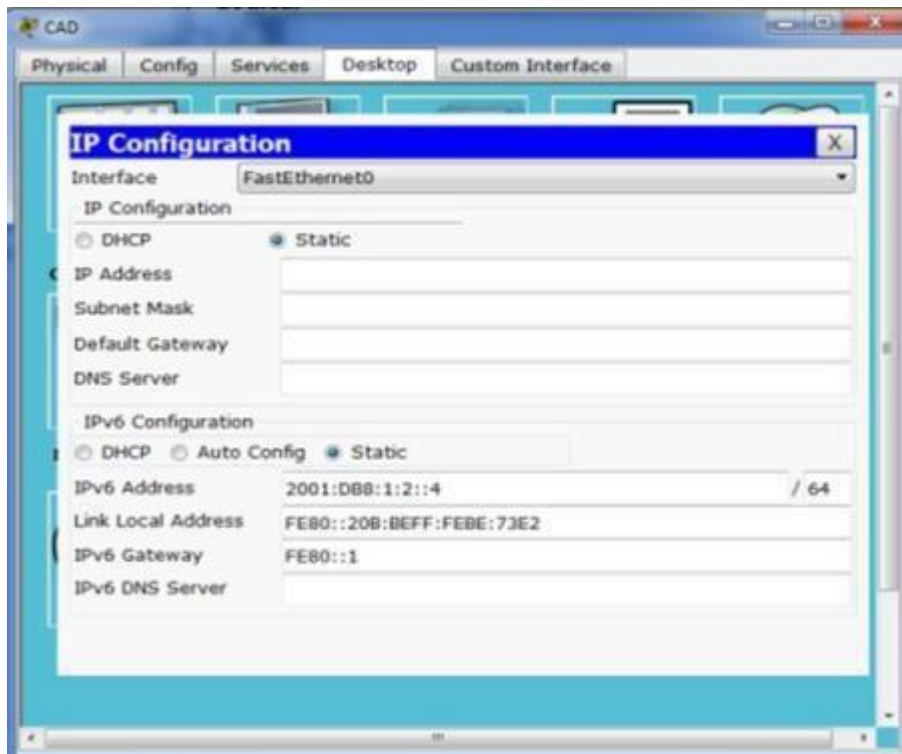 CAD
Physical Config Services Desktop Custom Interface
IP Configuration X
Interface FastEthernet0
IP Configuration
DHCP Static
IP Address
Subnet Mask
Default Gateway
DNS Server
IPv6 Configuration
DHCP Auto Config Static
IPv6 Address 2001:DB8:1:2::4 / 64
Link Local Address FE80::20B:BEFF:FEBE:73E2
IPv6 Gateway FE80::1
IPv6 DNS Server